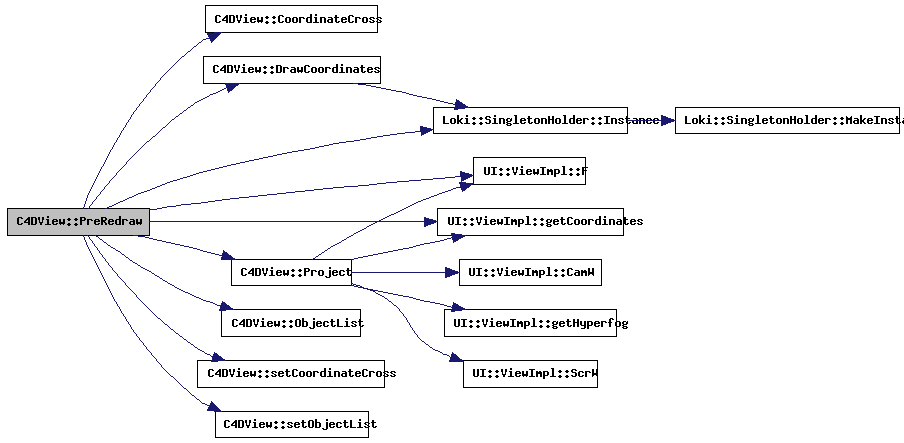 C4DView::CoordinateCross
C4DView::DrawCoordinates
Loki::SingletonHolder::Instance
Loki::SingletonHolder::MakeInsta
UI::ViewImpl::F
C4DView::PreRedraw
UI::ViewImpl::getCoordinates
C4DView::Project
UI::ViewImpl::CamW
C4DView::ObjectList
UI::ViewImpl::getHyperfog
C4DView::setCoordinateCross
UI::ViewImpl::ScrW
C4DView::setObjectList